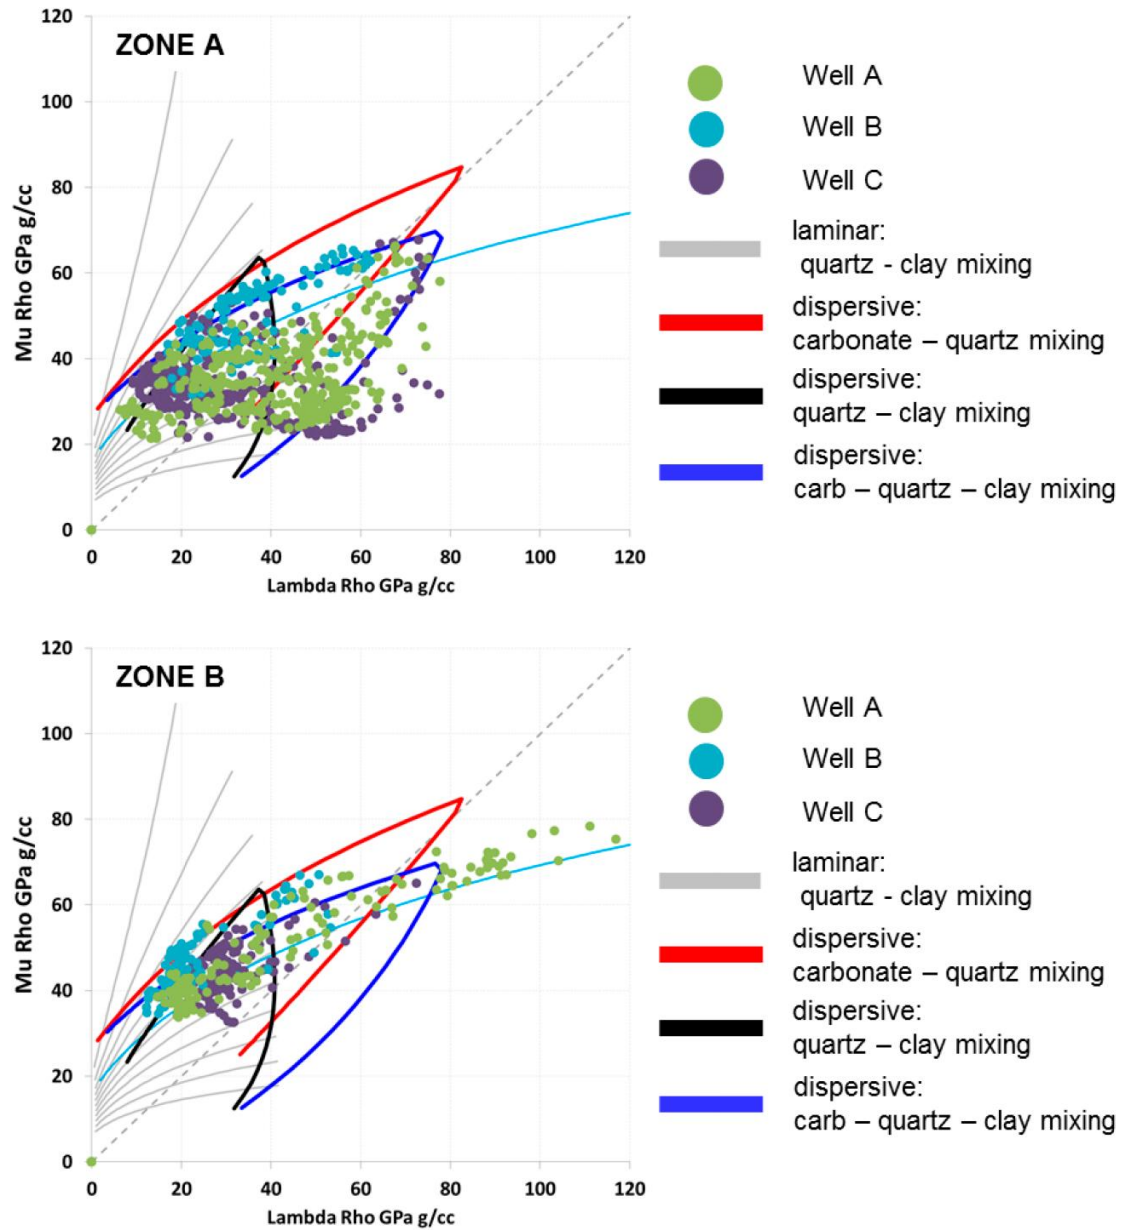 ZONE A
120
100
80
60
40
20
0
Mu Rho GPa g/cc
0 20 40 60 80 100 120
Lambda Rho GPa g/cc
Well A
Well B
Well C
laminar:
quartz - clay mixing
dispersive:
carbonate – quartz mixing
dispersive:
quartz – clay mixing
dispersive:
carb – quartz – clay mixing
ZONE B
120
100
80
60
40
20
0
Mu Rho GPa g/cc
0 20 40 60 80 100 120
Lambda Rho GPa g/cc
Well A
Well B
Well C
laminar:
quartz - clay mixing
dispersive:
carbonate – quartz mixing
dispersive:
quartz – clay mixing
dispersive:
carb – quartz – clay mixing